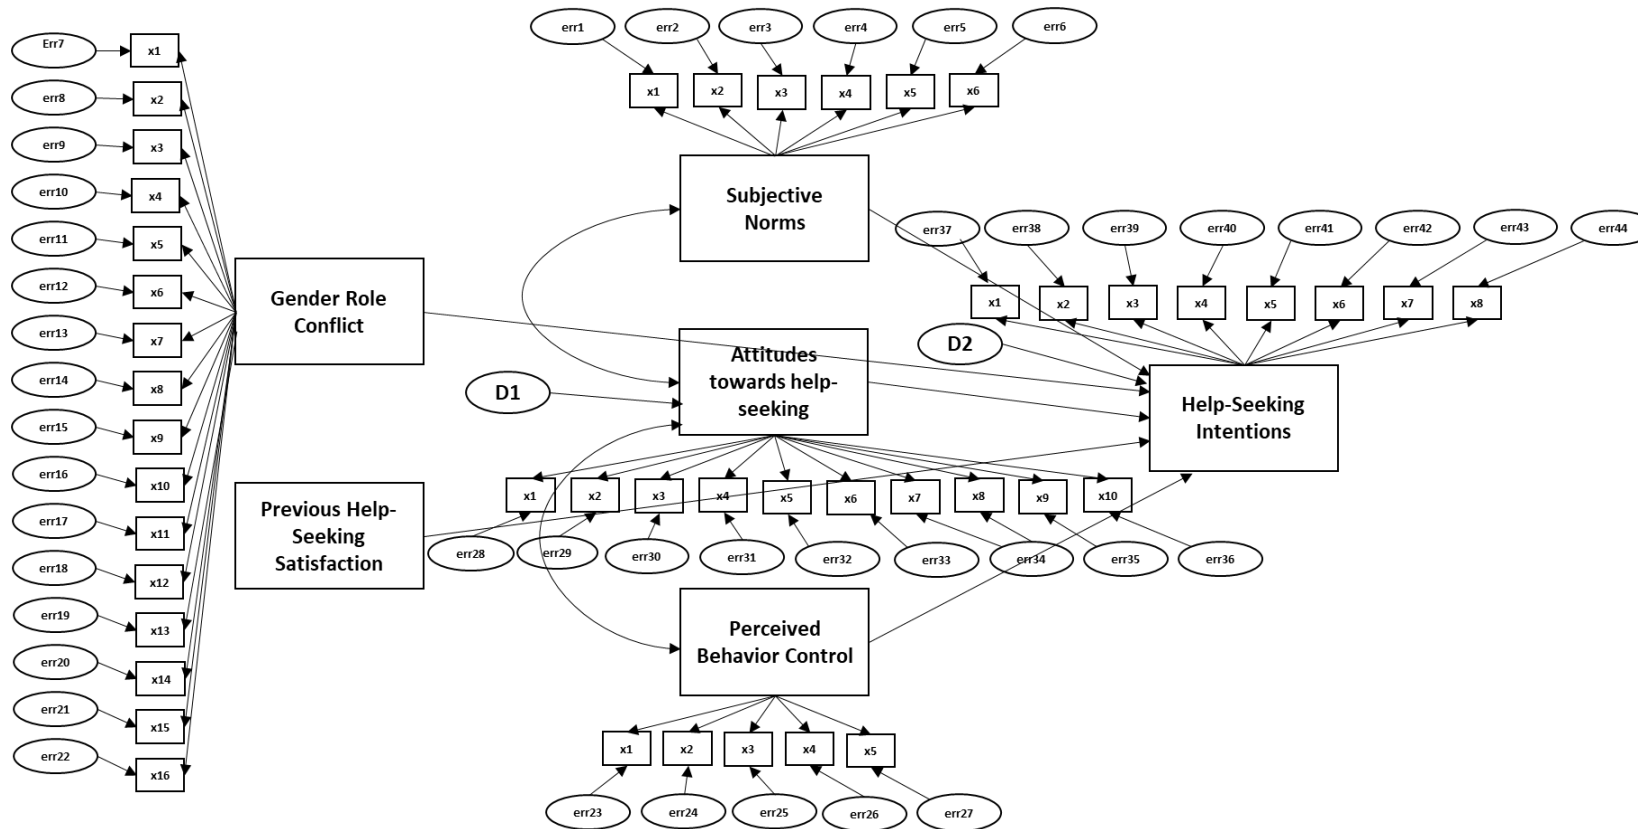 err1
err2
err3
err4
err5
err6
x1
x2
x3
x4
x5
x6
Subjective
Norms
Err7
x1
err8
x2
err9
x3
err10
x4
err11
x5
err12
x6
err13
x7
err14
x8
err15
x9
err16
x10
err17
x11
err18
x12
err19
x13
err20
x14
err21
x15
err22
x16
Gender Role
Conflict
Previous Help-
Seeking
Satisfaction
D1
Attitudes
towards help-
seeking
x1
x2
x3
x4
x5
x6
x7
x8
x9
x10
err28
err29
err30
err31
err32
err33
err34
err35
err36
Perceived
Behavior Control
x1
x2
x3
x4
x5
err23
err24
err25
err26
err27
err37
err38
err39
err40
err41
err42
err43
err44
x1
x2
x3
x4
x5
x6
x7
x8
D2
Help-Seeking
Intentions